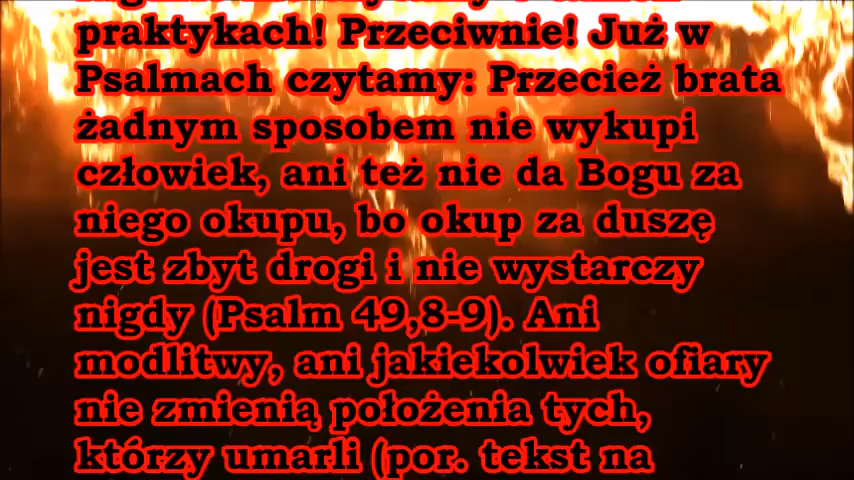 praktykach! Przeciwnie! Już w
Psalmach czytamy: Przecież brata
żadnym sposobem nie wykupi
człowiek, ani też nie da Bogu za
niego okupu, bo okup za duszę
jest zbyt drogi i nie wystarczy
nigdy (Psalm 49,8-9). Ani
modlitwy, ani jakiekolwiek ofiary
nie zmienią położenia tych,
którzy umarli (por. tekst na